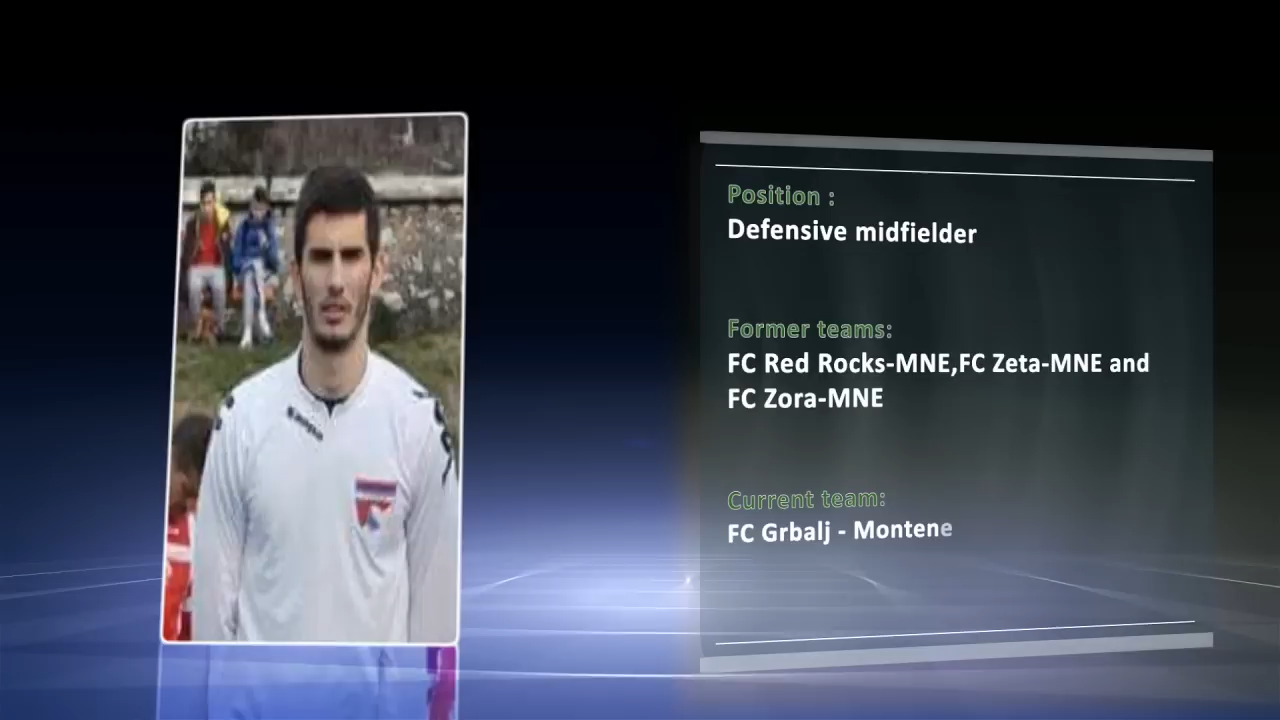 Position :
Defensive midfielder
Former teams:
FC Red Rocks-MNE,FC Zeta-MNE and
FC Zora-MNE
Current team:
FC Grbalj - Montene